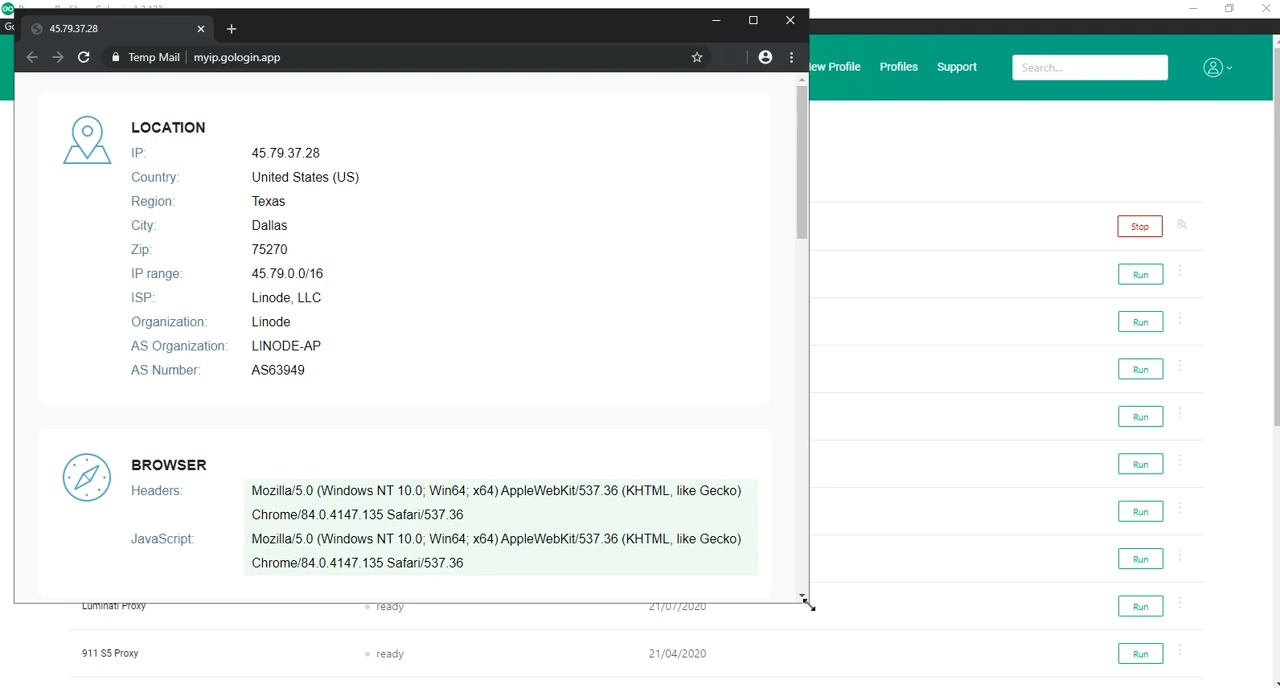 45.79.37.28
Temp Mail myip.gologin.app
New Profile Profiles Support Search...
LOCATION
IP: 45.79.37.28
Country: United States (US)
Region: Texas
City: Dallas
Zip: 75270
IP range: 45.79.0.0/16
ISP: Linode, LLC
Organization: Linode
AS Organization: LINODE-AP
AS Number: AS63949
BROWSER
Headers: Mozilla/5.0 (Windows NT 10.0; Win64; x64) AppleWebKit/537.36 (KHTML, like Gecko)
Chrome/84.0.4147.135 Safari/537.36
JavaScript: Mozilla/5.0 (Windows NT 10.0; Win64; x64) AppleWebKit/537.36 (KHTML, like Gecko)
Chrome/84.0.4147.135 Safari/537.36
Stop
Run
Run
Run
Run
Run
Run
Run
Luminati Proxy ready 21/07/2020 Run
911 S5 Proxy ready 21/04/2020 Run